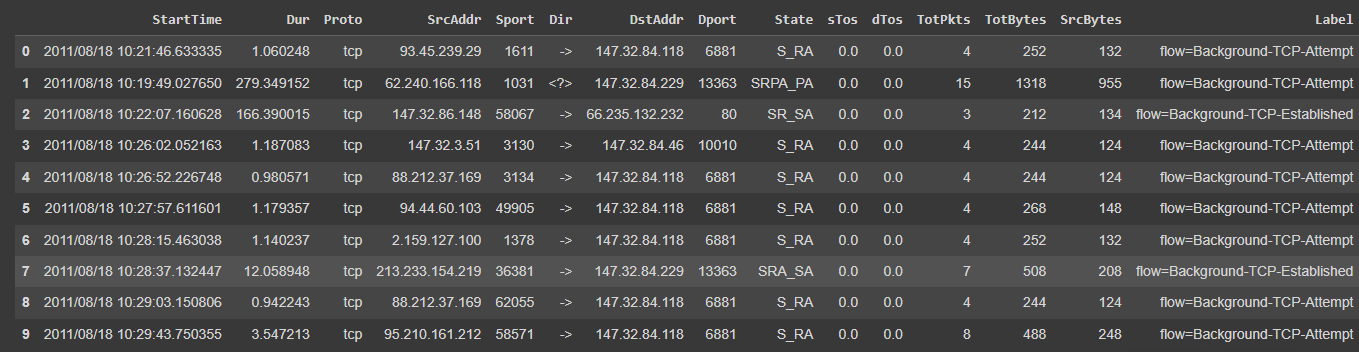 StartTime Dur Proto SrcAddr Sport Dir DstAddr Dport State sTos dTos TotPkts TotBytes SrcBytes Label
0 2011/08/18 10:21:46.633335 1.060248 tcp 93.45.239.29 1611 -> 147.32.84.118 6881 S_RA 0.0 0.0 4 252 132 flow=Background-TCP-Attempt
1 2011/08/18 10:19:49.027650 279.349152 tcp 62.240.166.118 1031 <?> 147.32.84.229 13363 SRPA_PA 0.0 0.0 15 1318 955 flow=Background-TCP-Attempt
2 2011/08/18 10:22:07.160628 166.390015 tcp 147.32.86.148 58067 -> 66.235.132.232 80 SR_SA 0.0 0.0 3 212 134 flow=Background-TCP-Established
3 2011/08/18 10:26:02.052163 1.187083 tcp 147.32.3.51 3130 -> 147.32.84.46 10010 S_RA 0.0 0.0 4 244 124 flow=Background-TCP-Attempt
4 2011/08/18 10:26:52.226748 0.980571 tcp 88.212.37.169 3134 -> 147.32.84.118 6881 S_RA 0.0 0.0 4 244 124 flow=Background-TCP-Attempt
5 2011/08/18 10:27:57.611601 1.179357 tcp 94.44.60.103 49905 -> 147.32.84.118 6881 S_RA 0.0 0.0 4 268 148 flow=Background-TCP-Attempt
6 2011/08/18 10:28:15.463038 1.140237 tcp 2.159.127.100 1378 -> 147.32.84.118 6881 S_RA 0.0 0.0 4 252 132 flow=Background-TCP-Attempt
7 2011/08/18 10:28:37.132447 12.058948 tcp 213.233.154.219 36381 -> 147.32.84.229 13363 SRA_SA 0.0 0.0 7 508 208 flow=Background-TCP-Established
8 2011/08/18 10:29:03.150806 0.942243 tcp 88.212.37.169 62055 -> 147.32.84.118 6881 S_RA 0.0 0.0 4 244 124 flow=Background-TCP-Attempt
9 2011/08/18 10:29:43.750355 3.547213 tcp 95.210.161.212 58571 -> 147.32.84.118 6881 S_RA 0.0 0.0 8 488 248 flow=Background-TCP-Attempt